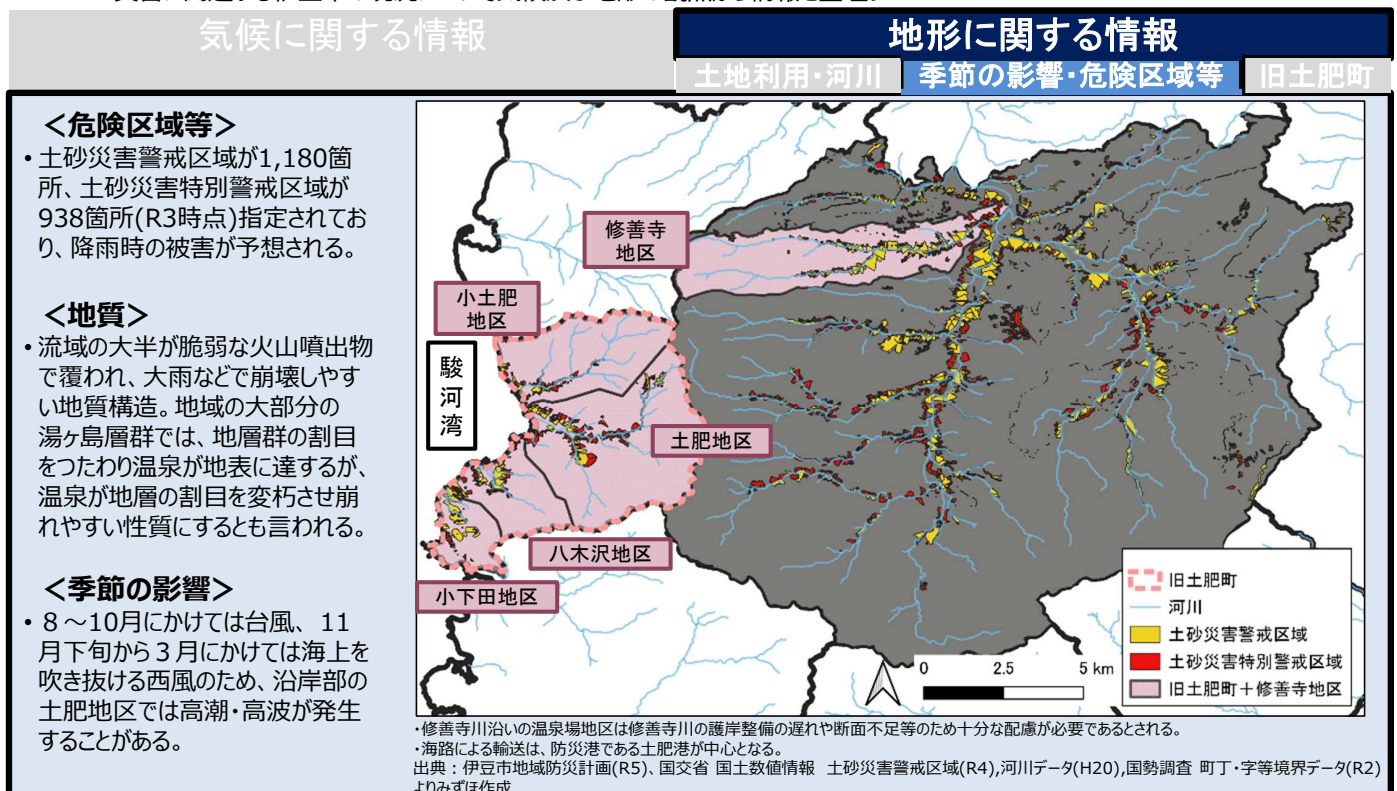 気候に関する情報
地形に関する情報
土地利用・河川
季節の影響・危険区域等
旧土肥町
＜危険区域等＞
・土砂災害警戒区域が1,180箇
所、土砂災害特別警戒区域が
938箇所(R3時点)指定されてお
り、降雨時の被害が予想される。
＜地質＞
・流域の大半が脆弱な火山噴出物
で覆われ、大雨などで崩壊しやす
い地質構造。地域の大部分の
湯ヶ島層群では、地層群の割目
をつたわり温泉が地表に達するが、
温泉が地層の割目を変朽させ崩
れやすい性質にするとも言われる。
＜季節の影響＞
・８～10月にかけては台風、 11
月下旬から３月にかけては海上を
吹き抜ける西風のため、沿岸部の
土肥地区では高潮・高波が発生
することがある。
修善寺
地区
小土肥
地区
駿
河
湾
土肥地区
八木沢地区
小下田地区
旧土肥町
河川
土砂災害警戒区域
土砂災害特別警戒区域
旧土肥町＋修善寺地区
0 2.5 5 km
・修善寺川沿いの温泉場地区は修善寺川の護岸整備の遅れや断面不足等のため十分な配慮が必要であるとされる。
・海路による輸送は、防災港である土肥港が中心となる。
出典：伊豆市地域防災計画(R5)、国交省 国土数値情報 土砂災害警戒区域(R4),河川データ(H20),国勢調査 町丁・字等境界データ(R2)
よりみずほ作成